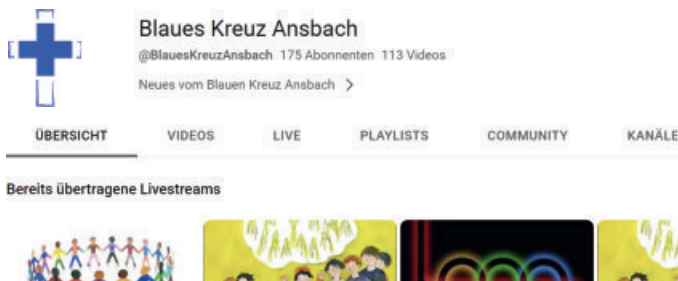 Blaues Kreuz Ansbach
@BlauesKreuzAnsbach 175 Abonnenten 113 Videos
Neues vom Blauen Kreuz Ansbach >
ÜBERSICHT VIDEOS LIVE PLAYLISTS COMMUNITY KANÄLE
Bereits übertragene Livestreams